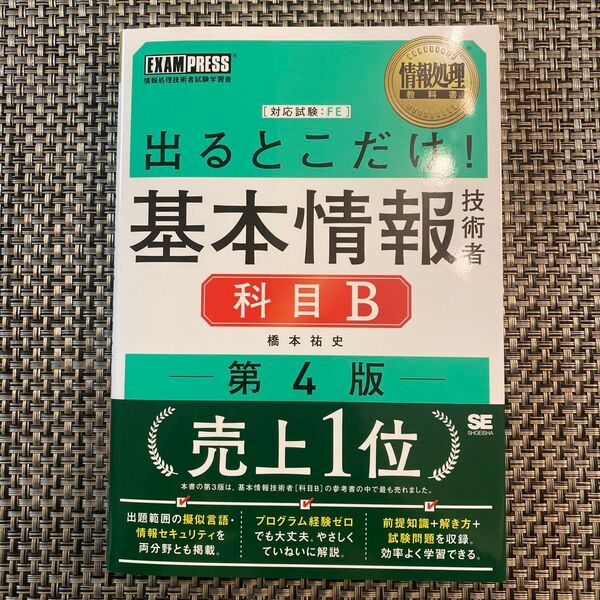 EXAMPRESS
情報処理技術者試験学習書
情報処理
教科書
[対応試験:FE]
出るとこだけ!
基本情報
技術者
科目B
橋本祐史
第4版
売上1位
SE
SHOEISHA
本書の第3版は、基本情報技術者[科目B]の参考書の中で最も売れました。
出題範囲の擬似言語・
情報セキュリティを
両分野とも掲載。
プログラム経験ゼロ
でも大丈夫。やさしく
ていねいに解説。
前提知識+解き方+
試験問題を収録。
効率よく学習できる。